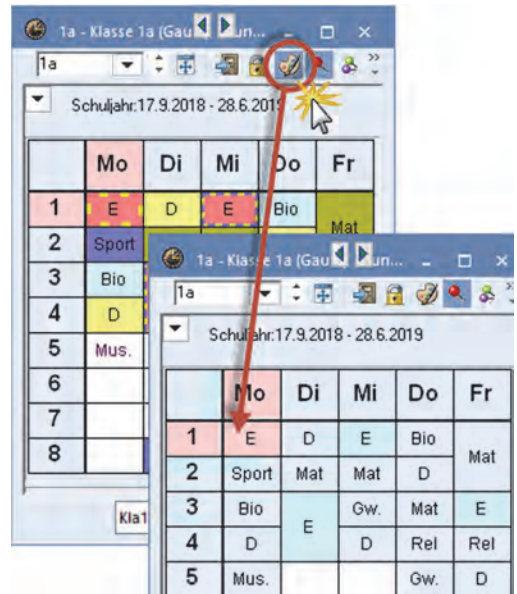 1a - Klasse 1a (Gau un...
1a
Schuljahr:17.9.2018 - 28.6.2019
Mo Di Mi Do Fr
1 E D E Bio Mat
2 Sport
3 Bio
4 D
5 Mus.
6
7
8
Kla1
1a - Klasse 1a (Gau un...
1a
Schuljahr:17.9.2018 - 28.6.2019
Mo Di Mi Do Fr
1 E D E Bio Mat
2 Sport Mat Mat D
3 Bio E Gw. Mat E
4 D D Rel Rel
5 Mus. Gw. D